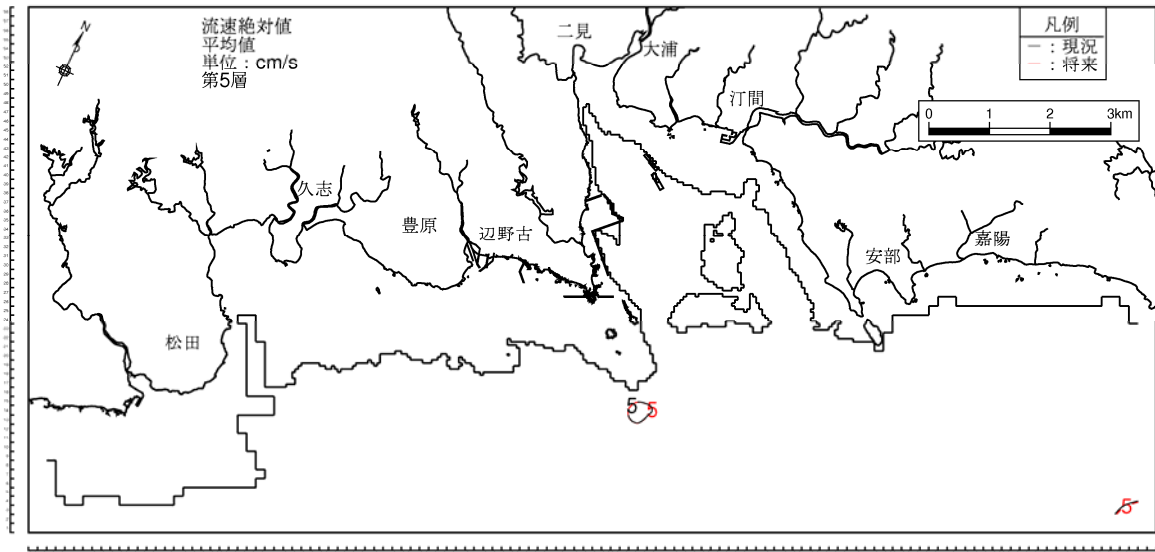 N
流速絶対値
平均値
単位：cm/s
第5層
二見
大浦
凡例
－：現況
－：将来
汀間
0 1 2 3km
久志
豊原
辺野古
安部
嘉陽
松田
5 5
5